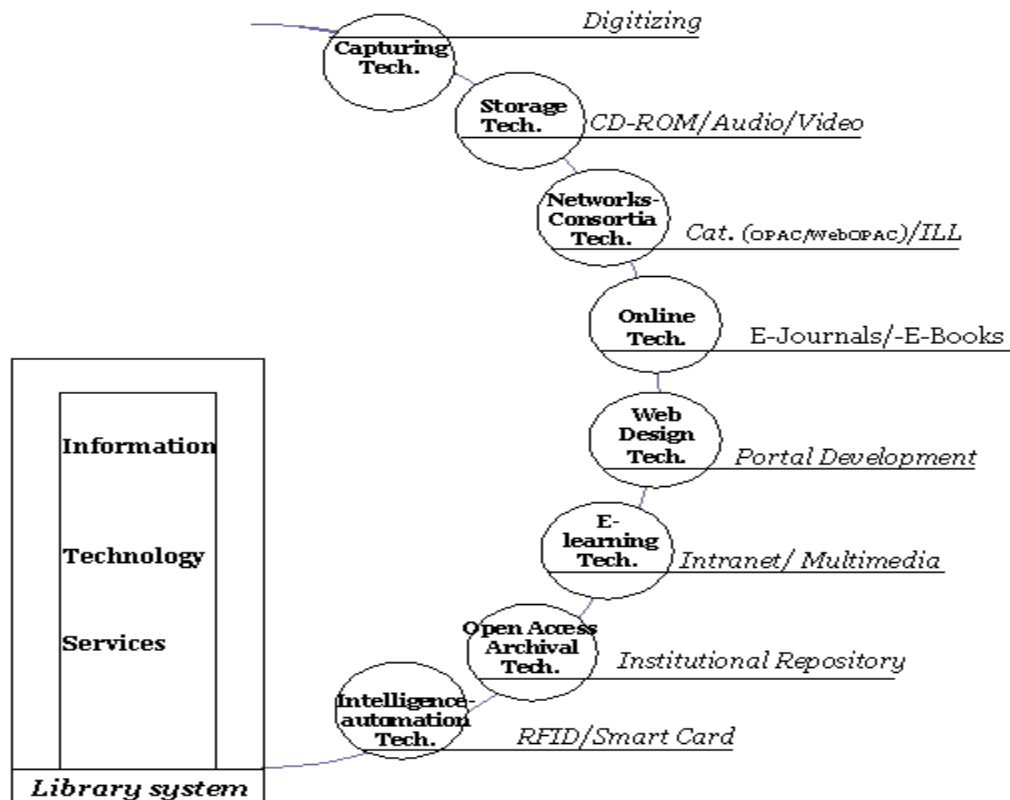 Digitizing
Capturing
Tech.
Storage
Tech.
CD-ROM/Audio/Video
Networks-
Consortia
Tech.
Cat. (OPAC/WebOPAC)/ILL
Online
Tech.
E-Journals/-E-Books
Web
Design
Tech.
Portal Development
E-
learning
Tech.
Intranet/ Multimedia
Open Access
Archival
Tech.
Institutional Repository
Intelligence-
automation
Tech.
RFID/Smart Card
Information
Technology
Services
Library system